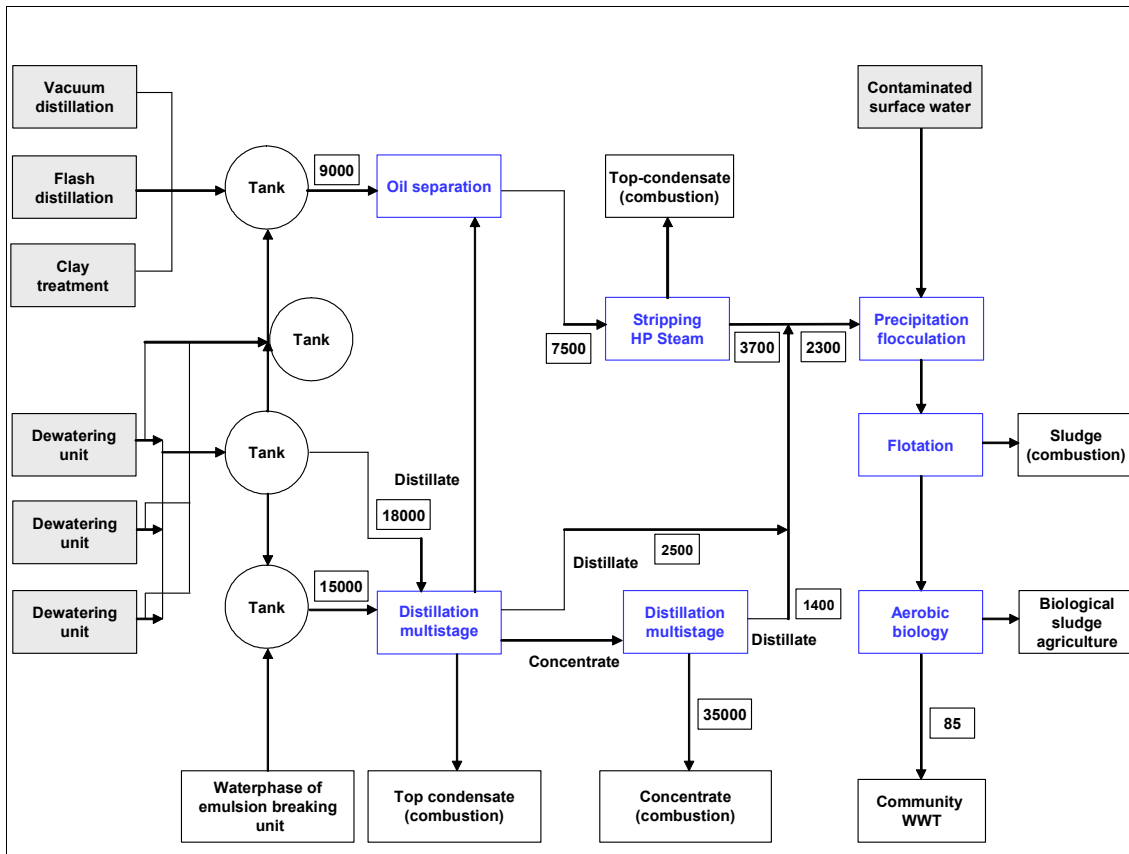 Vacuum
distillation
Contaminated
surface water
9000
Flash
distillation
Tank
Oil separation
Top-condensate
(combustion)
Clay
treatment
Tank
Stripping
HP Steam
Precipitation
flocculation
7500
3700
2300
Dewatering
unit
Tank
Flotation
Sludge
(combustion)
Distillate
18000
Dewatering
unit
2500
Distillate
15000
Tank
Dewatering
unit
Distillation
multistage
Distillation
multistage
1400
Distillate
Concentrate
Aerobic
biology
Biological
sludge
agriculture
35000
85
Waterphase of
emulsion breaking
unit
Top condensate
(combustion)
Concentrate
(combustion)
Community
WWT